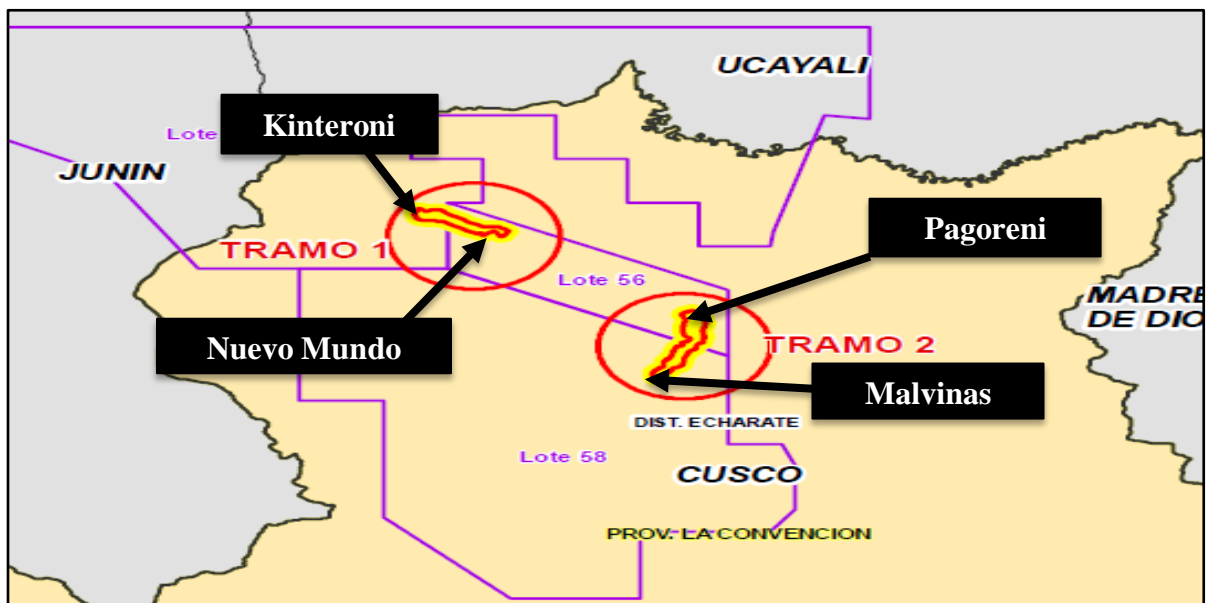 UCAYALI
Kinteroni
Lote
JUNIN
Pagoreni
TRAMO 1
Lote 56
MADRE
DE DIO
Nuevo Mundo
TRAMO 2
Malvinas
DIST. ECHARATE
Lote 58
CUSCO
PROV. LA CONVENCION